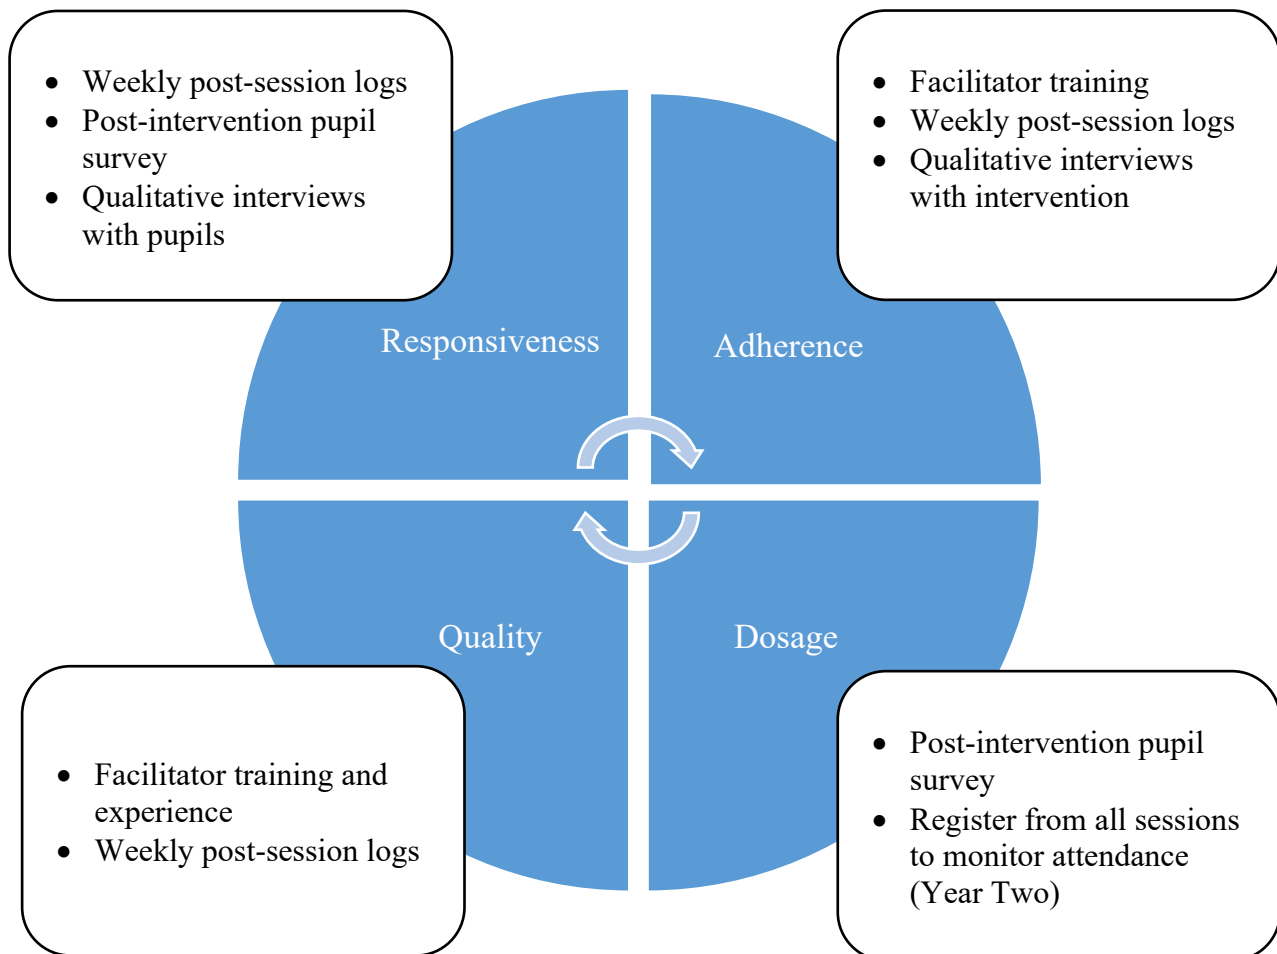 • Weekly post-session logs
• Post-intervention pupil
survey
• Qualitative interviews
with pupils
• Facilitator training
• Weekly post-session logs
• Qualitative interviews
with intervention
Responsiveness
Adherence
Quality
Dosage
• Facilitator training and
experience
• Weekly post-session logs
• Post-intervention pupil
survey
• Register from all sessions
to monitor attendance
(Year Two)